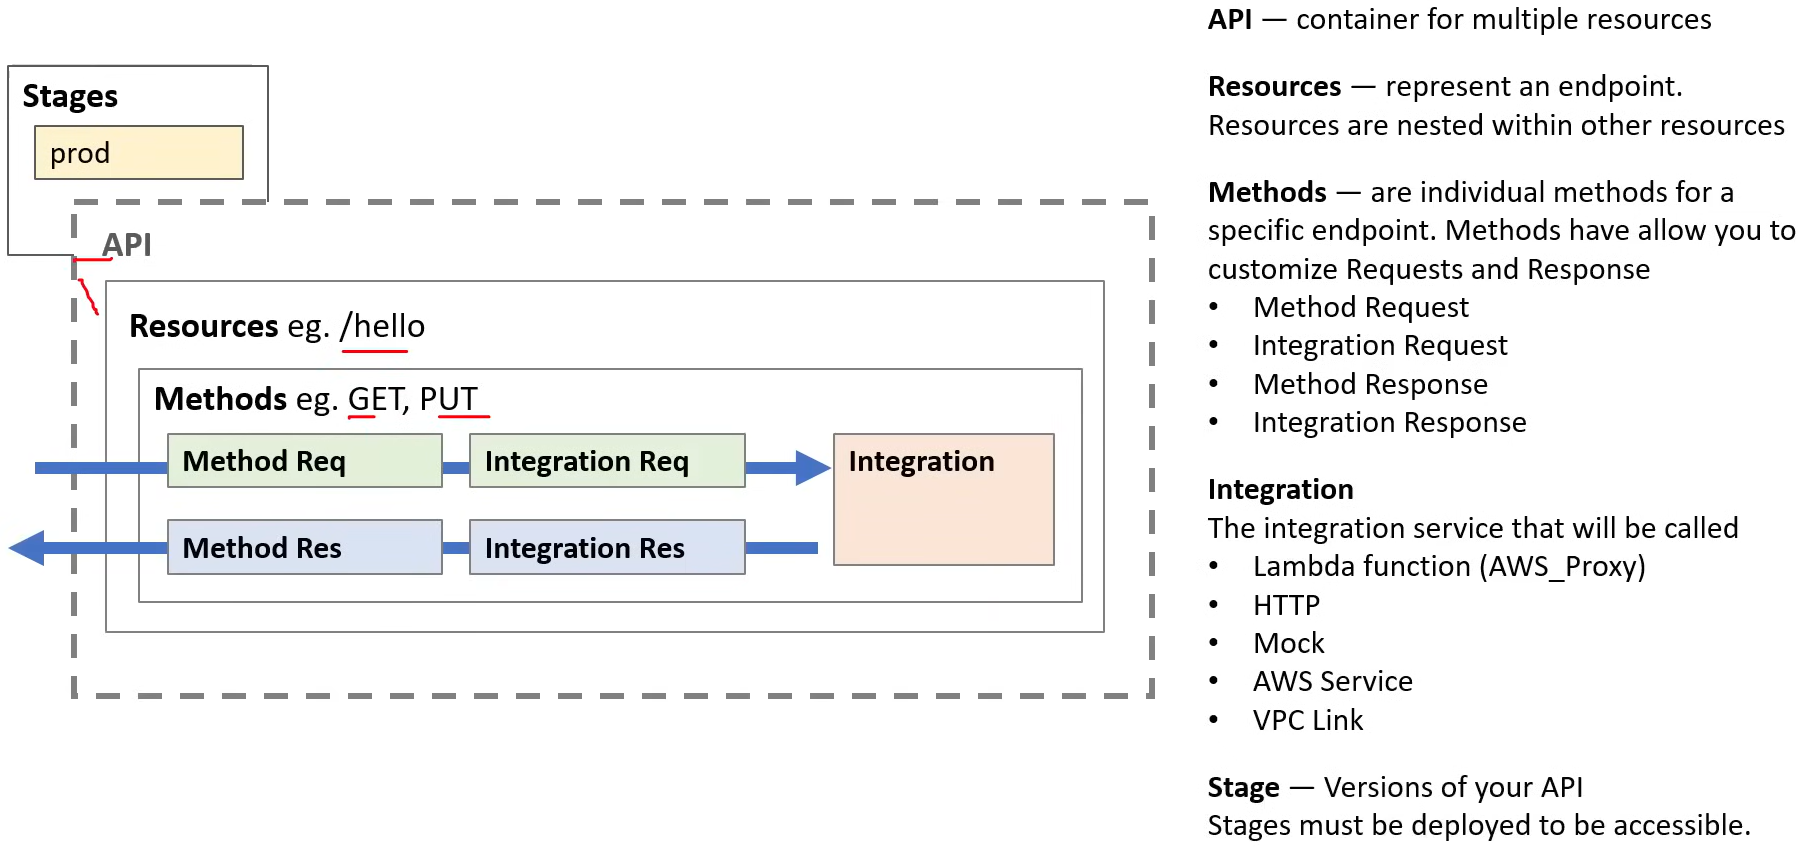 Stages
prod
API
Resources eg. /hello
Methods eg. GET, PUT
Method Req
Integration Req
Integration
Method Res
Integration Res
API — container for multiple resources
Resources — represent an endpoint.
Resources are nested within other resources
Methods — are individual methods for a
specific endpoint. Methods have allow you to
customize Requests and Response
• Method Request
• Integration Request
• Method Response
• Integration Response
Integration
The integration service that will be called
• Lambda function (AWS_Proxy)
• HTTP
• Mock
• AWS Service
• VPC Link
Stage — Versions of your API
Stages must be deployed to be accessible.